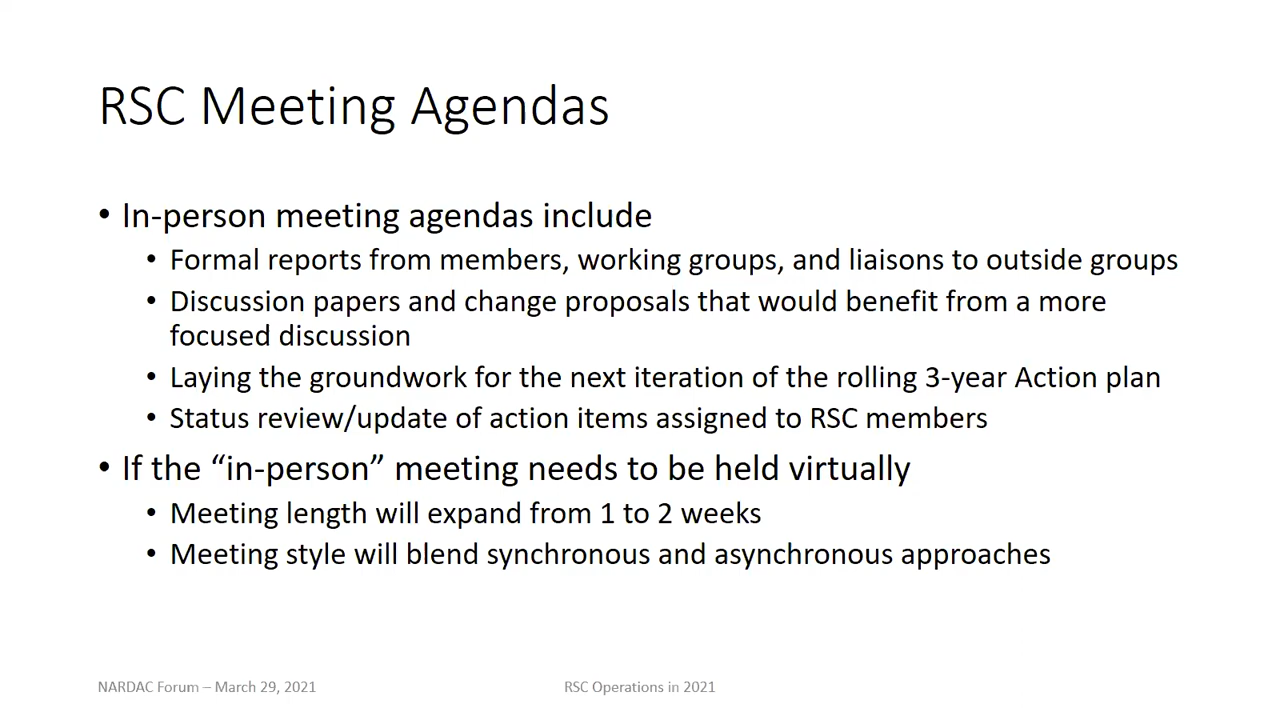 RSC Meeting Agendas
• In-person meeting agendas include
• Formal reports from members, working groups, and liaisons to outside groups
• Discussion papers and change proposals that would benefit from a more
focused discussion
• Laying the groundwork for the next iteration of the rolling 3-year Action plan
• Status review/update of action items assigned to RSC members
• If the “in-person” meeting needs to be held virtually
• Meeting length will expand from 1 to 2 weeks
• Meeting style will blend synchronous and asynchronous approaches
NARDAC Forum – March 29, 2021
RSC Operations in 2021